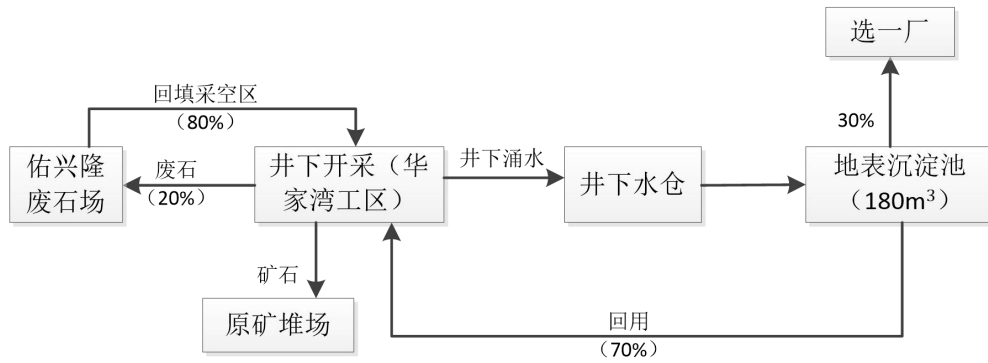 选一厂
回填采空区
（80%）
30%
佑兴隆
废石场
废石
（20%）
井下开采（华
家湾工区）
井下涌水
井下水仓
地表沉淀池
（180m³）
矿石
原矿堆场
回用
（70%）